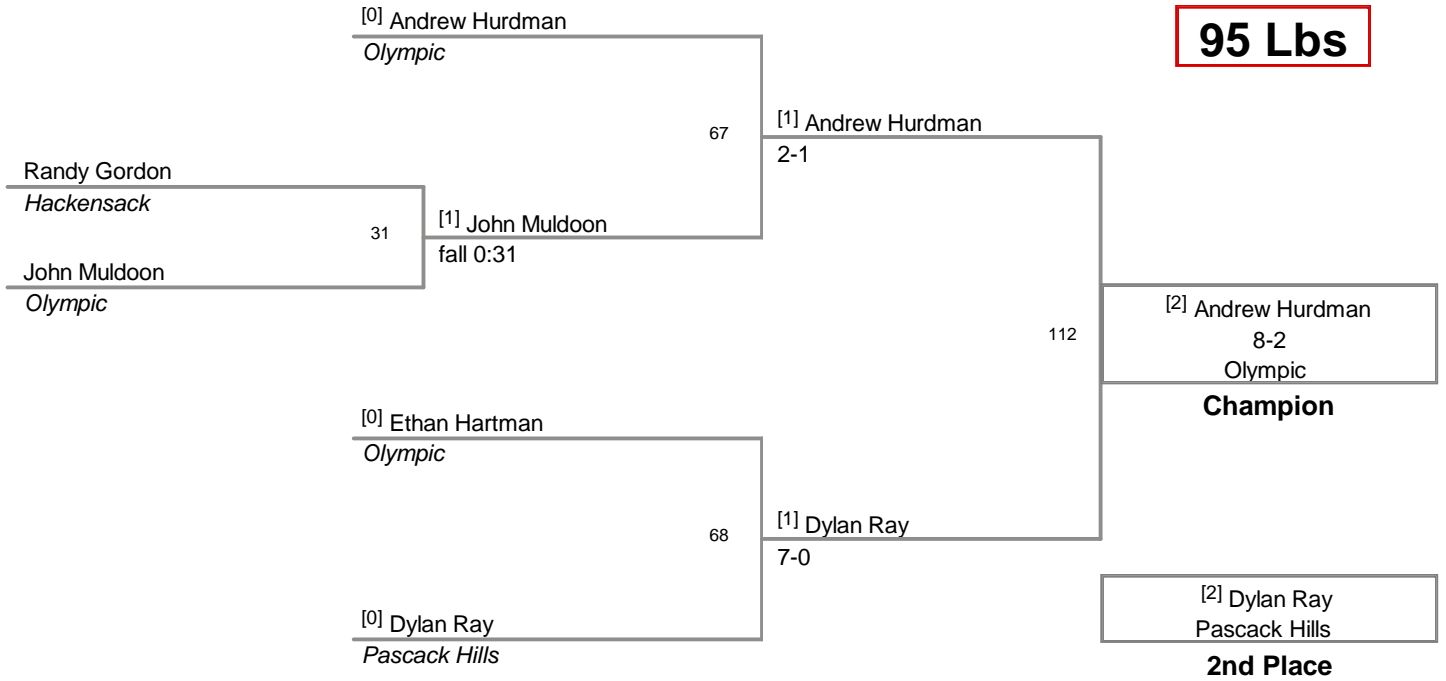 [0] Andrew Hurdman
Olympic
95 Lbs
67
[1] Andrew Hurdman
2-1
Randy Gordon
Hackensack
31
[1] John Muldoon
fall 0:31
John Muldoon
Olympic
112
[2] Andrew Hurdman
8-2
Olympic
Champion
[0] Ethan Hartman
Olympic
68
[1] Dylan Ray
7-0
[0] Dylan Ray
Pascack Hills
[2] Dylan Ray
Pascack Hills
2nd Place